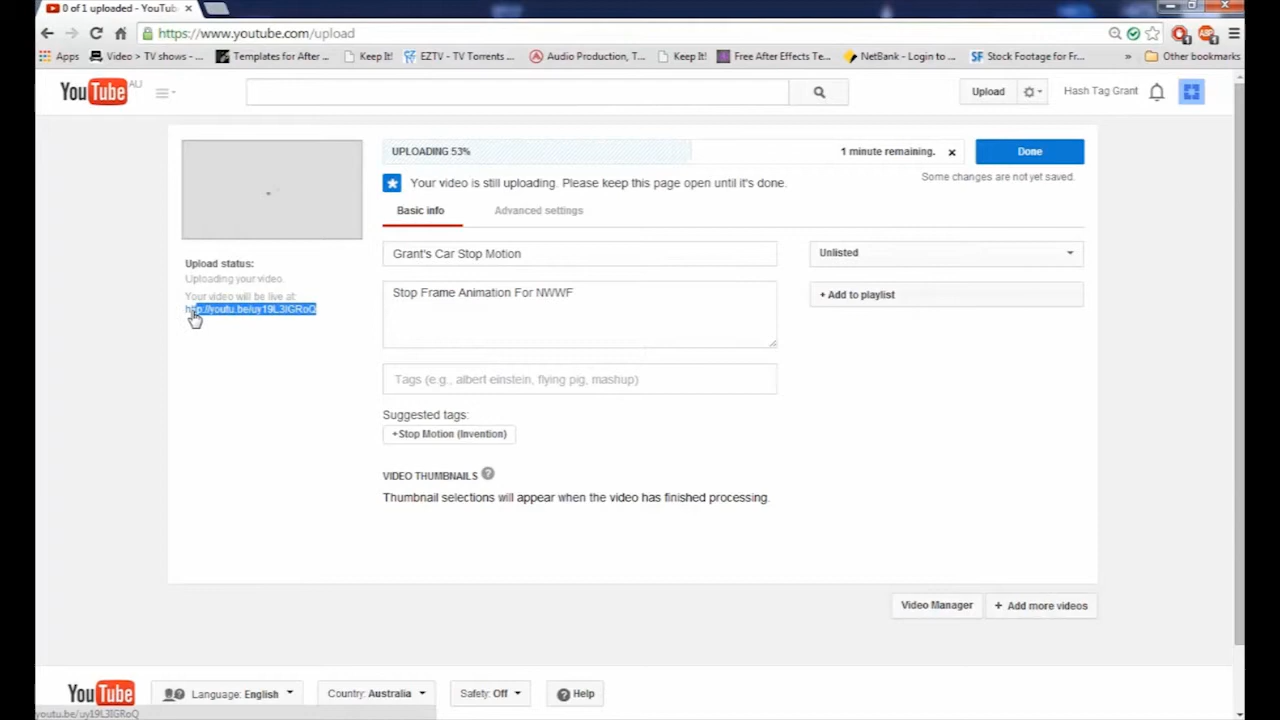 0 of 1 uploaded - YouTub
https://www.youtube.com/upload
Apps
Video > TV shows - ...
Templates for After ...
Keep It!
EZTV - TV Torrents ...
Audio Production, T...
Keep It!
Free After Effects Te...
NetBank - Login to ...
SF Stock Footage for Fr...
»
Other bookmarks
YouTube AU
Upload
Hash Tag Grant
UPLOADING 53%
1 minute remaining.
Done
Your video is still uploading. Please keep this page open until it's done.
Some changes are not yet saved.
Basic info
Advanced settings
Grant's Car Stop Motion
Unlisted
Upload status:
Uploading your video.
Your video will be live at:
Stop Frame Animation For NWWF
+ Add to playlist
Tags (e.g., albert einstein, flying pig, mashup)
Suggested tags:
+Stop Motion (Invention)
VIDEO THUMBNAILS ?
Thumbnail selections will appear when the video has finished processing.
Video Manager
+ Add more videos
YouTube
Language: English
Country: Australia
Safety: Off
? Help